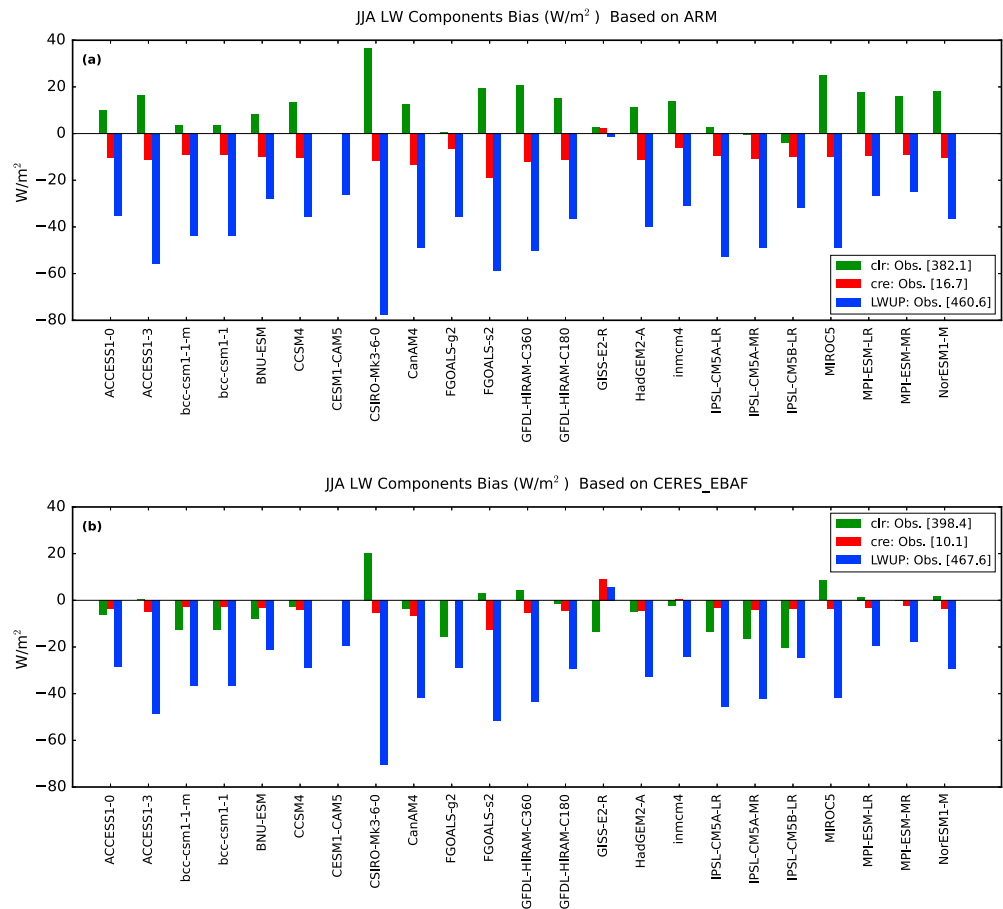 JJA LW Components Bias (W/m²) Based on ARM
(a)
40
20
0
−20
−40
−60
−80
W/m²
clr: Obs. [382.1]
cre: Obs. [16.7]
LWUP: Obs. [460.6]
ACCESS1-0
ACCESS1-3
bcc-csm1-1-m
bcc-csm1-1
BNU-ESM
CCSM4
CESM1-CAM5
CSIRO-Mk3-6-0
CanAM4
FGOALS-g2
FGOALS-s2
GFDL-HIRAM-C360
GFDL-HIRAM-C180
GISS-E2-R
HadGEM2-A
inmcm4
IPSL-CM5A-LR
IPSL-CM5A-MR
IPSL-CM5B-LR
MIROC5
MPI-ESM-LR
MPI-ESM-MR
NorESM1-M
JJA LW Components Bias (W/m²) Based on CERES_EBAF
(b)
40
20
0
−20
−40
−60
−80
W/m²
clr: Obs. [398.4]
cre: Obs. [10.1]
LWUP: Obs. [467.6]
ACCESS1-0
ACCESS1-3
bcc-csm1-1-m
bcc-csm1-1
BNU-ESM
CCSM4
CESM1-CAM5
CSIRO-Mk3-6-0
CanAM4
FGOALS-g2
FGOALS-s2
GFDL-HIRAM-C360
GFDL-HIRAM-C180
GISS-E2-R
HadGEM2-A
inmcm4
IPSL-CM5A-LR
IPSL-CM5A-MR
IPSL-CM5B-LR
MIROC5
MPI-ESM-LR
MPI-ESM-MR
NorESM1-M